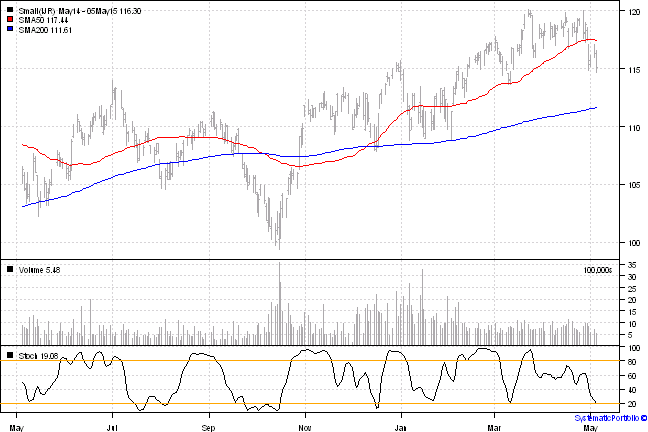 Small(IJR) May14 - 05May15 116.30
SMA50 117.44
SMA200 111.61
120
115
110
105
100
Volume 5.48
100,000s
35
30
25
20
15
10
5
Stoch 19.08
100
80
60
40
20
May Jul Sep Nov Jan Mar May
SystematicPortfolio ©